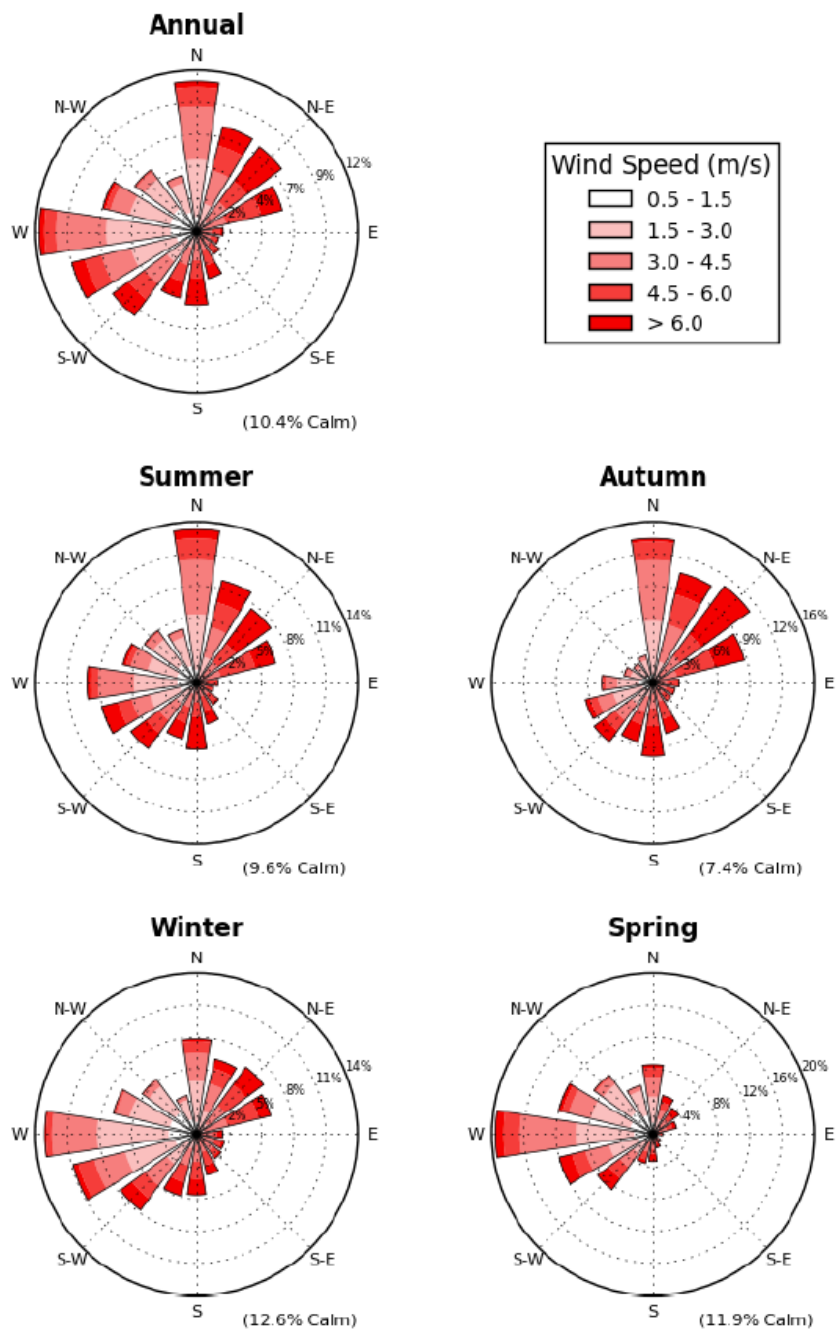 Annual
N
N-W
N-E
12%
9%
7%
4%
2%
W
E
S-W
S-E
S
(10.4% Calm)
Wind Speed (m/s)
0.5 - 1.5
1.5 - 3.0
3.0 - 4.5
4.5 - 6.0
> 6.0
Summer
N
N-W
N-E
14%
11%
8%
5%
2%
W
E
S-W
S-E
S
(9.6% Calm)
Autumn
N
N-W
N-E
16%
12%
9%
6%
3%
W
E
S-W
S-E
S
(7.4% Calm)
Winter
N
N-W
N-E
14%
11%
8%
5%
2%
W
E
S-W
S-E
S
(12.6% Calm)
Spring
N
N-W
N-E
20%
16%
12%
8%
4%
W
E
S-W
S-E
S
(11.9% Calm)